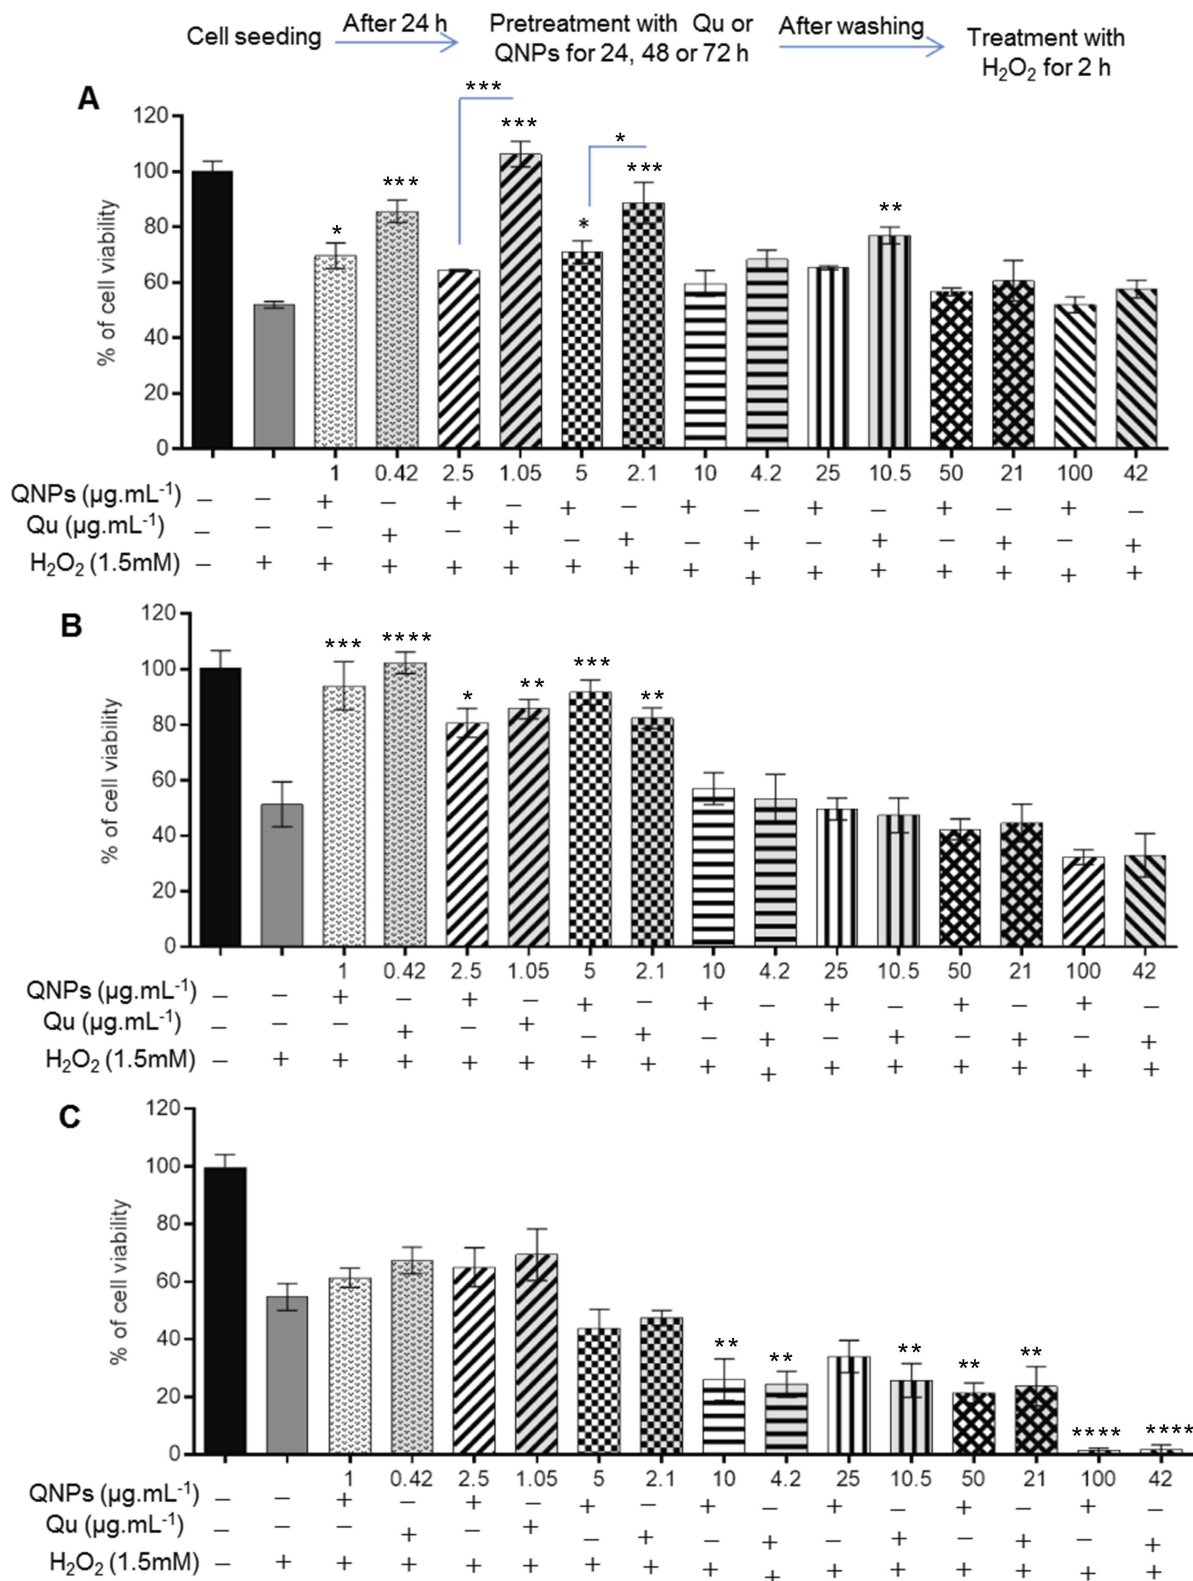 Cell seeding
After 24 h
Pretreatment with Qu or
QNPs for 24, 48 or 72 h
After washing
Treatment with
H₂O₂ for 2 h
A
% of cell viability
120
100
80
60
40
20
0
*
***
***
***
*
*
***
**
1 0.42 2.5 1.05 5 2.1 10 4.2 25 10.5 50 21 100 42
QNPs (µg.mL⁻¹) – – + – + – + – + – + – + – + –
Qu (µg.mL⁻¹) – – – + – + – + – + – + – + – +
H₂O₂ (1.5mM) – + + + + + + + + + + + + + + +
B
% of cell viability
120
100
80
60
40
20
0
*** **** * ** *** **
1 0.42 2.5 1.05 5 2.1 10 4.2 25 10.5 50 21 100 42
QNPs (µg.mL⁻¹) – – + – + – + – + – + – + – + –
Qu (µg.mL⁻¹) – – – + – + – + – + – + – + – +
H₂O₂ (1.5mM) – + + + + + + + + + + + + + + +
C
% of cell viability
120
100
80
60
40
20
0
** ** ** ** ** **** ****
1 0.42 2.5 1.05 5 2.1 10 4.2 25 10.5 50 21 100 42
QNPs (µg.mL⁻¹) – – + – + – + – + – + – + – + –
Qu (µg.mL⁻¹) – – – + – + – + – + – + – + – +
H₂O₂ (1.5mM) – + + + + + + + + + + + + + + +